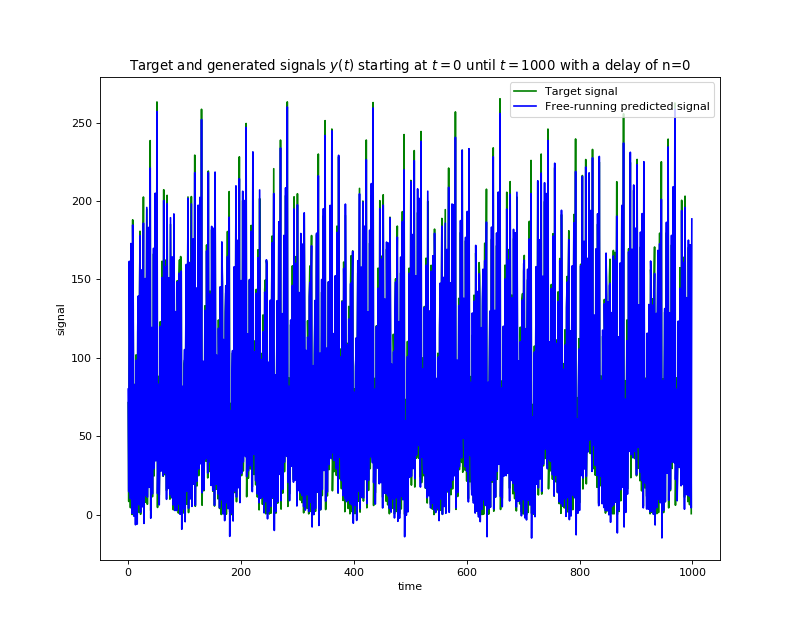 Target and generated signals y(t) starting at t = 0 until t = 1000 with a delay of n=0
Target signal
Free-running predicted signal
signal
250
200
150
100
50
0
0 200 400 600 800 1000
time